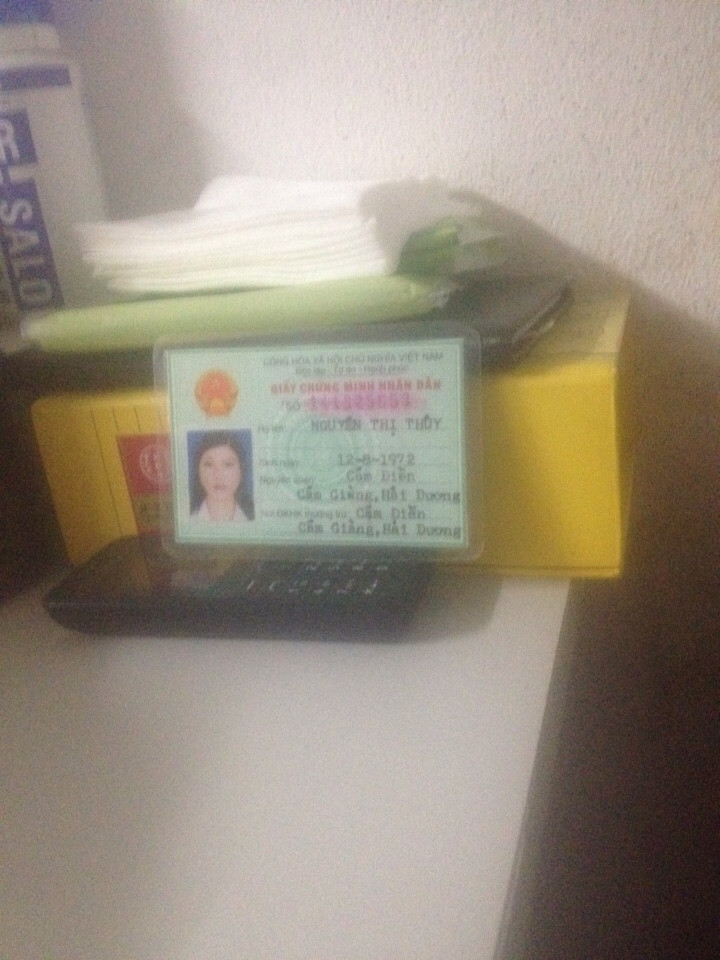 SALO
CỘNG HÒA XÃ HỘI CHỦ NGHĨA VIỆT NAM
Độc lập - Tự do - Hạnh phúc
GIẤY CHỨNG MINH NHÂN DÂN
SỐ
Họ tên: NGUYỄN THỊ THỦY
Sinh ngày: 12-8-1972
Nguyên quán: Cẩm Điền
Cẩm Giàng,Hải Dương
Nơi ĐKHK thường trú: Cẩm Điền
Cẩm Giàng,Hải Dương